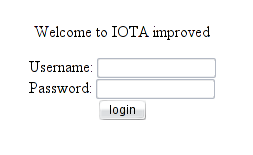 Welcome to IOTA improved
Username:
Password:
login